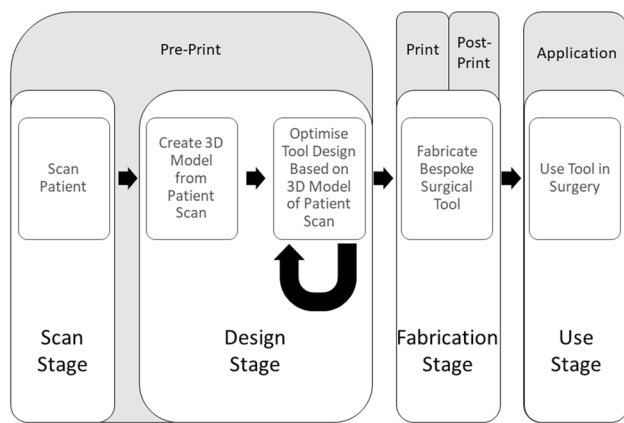 Pre-Print
Print
Post-
Print
Application
Scan
Patient
Create 3D
Model
from
Patient
Scan
Optimise
Tool Design
Based on
3D Model
of Patient
Scan
Fabricate
Bespoke
Surgical
Tool
Use Tool in
Surgery
Scan
Stage
Design
Stage
Fabrication
Stage
Use
Stage